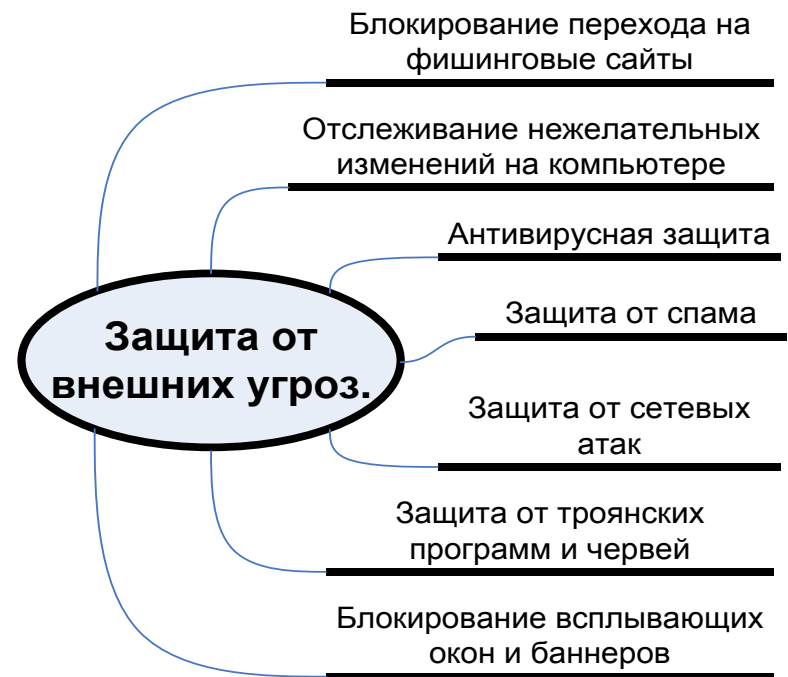 Блокирование перехода на
фишинговые сайты
Отслеживание нежелательных
изменений на компьютере
Антивирусная защита
Защита от спама
Защита от
внешних угроз.
Защита от сетевых
атак
Защита от троянских
программ и червей
Блокирование всплывающих
окон и баннеров